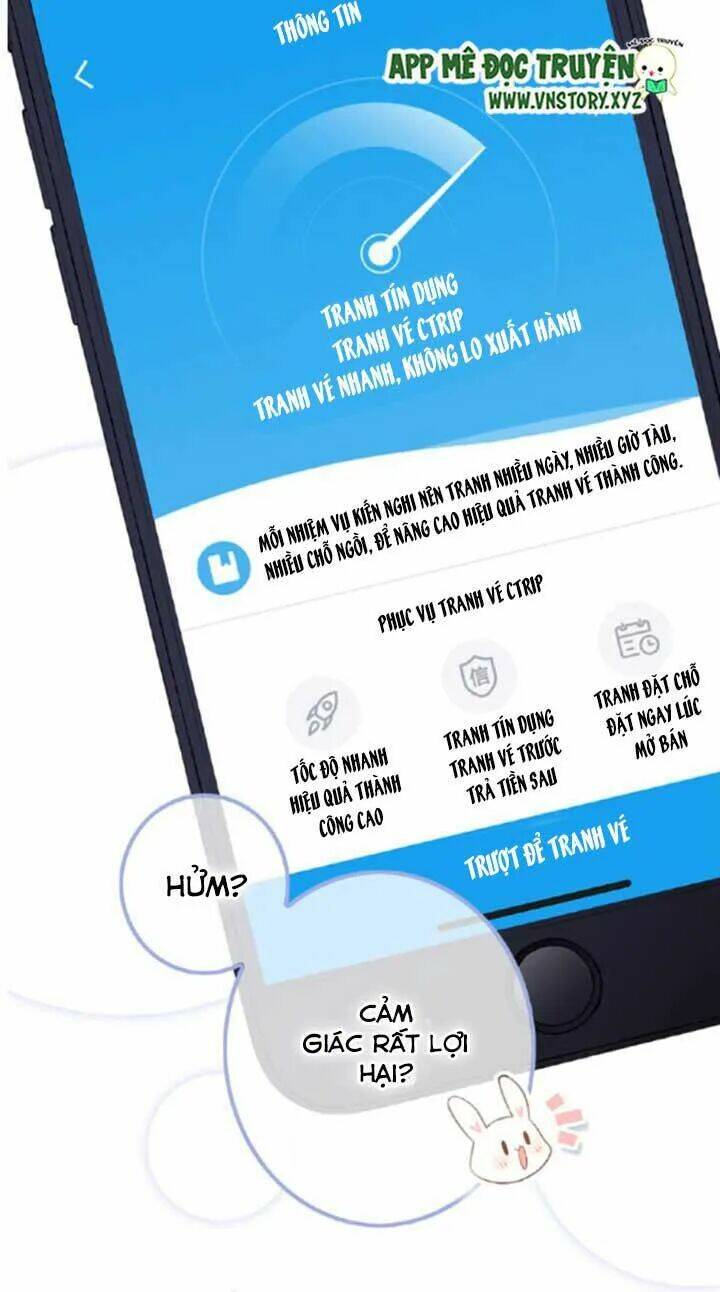 THÔNG TIN
MÊ ĐỌC TRUYỆN
APP MÊ ĐỌC TRUYỆN
WWW.VNSTORY.XYZ
TRANH TÍN DỤNG
TRANH VÉ CTRIP
TRANH VÉ NHANH, KHÔNG LO XUẤT HÀNH
MỖI NHIỆM VỤ KIẾN NGHI NÊN TRANH NHIỀU NGÀY, NHIỀU GIỜ TÀU,
NHIỀU CHỖ NGỒI, ĐỂ NÂNG CAO HIỆU QUẢ TRANH VÉ THÀNH CÔNG.
PHỤC VỤ TRANH VÉ CTRIP
信
TỐC ĐỘ NHANH
HIỆU QUẢ THÀNH
CÔNG CAO
TRANH TÍN DỤNG
TRANH VÉ TRƯỚC
TRẢ TIỀN SAU
TRANH ĐẶT CHỖ
ĐẶT NGAY LÚC
MỞ BÁN
TRƯỢT ĐỂ TRANH VÉ
HỬM?
CẢM
GIÁC RẤT LỢI
HẠI?